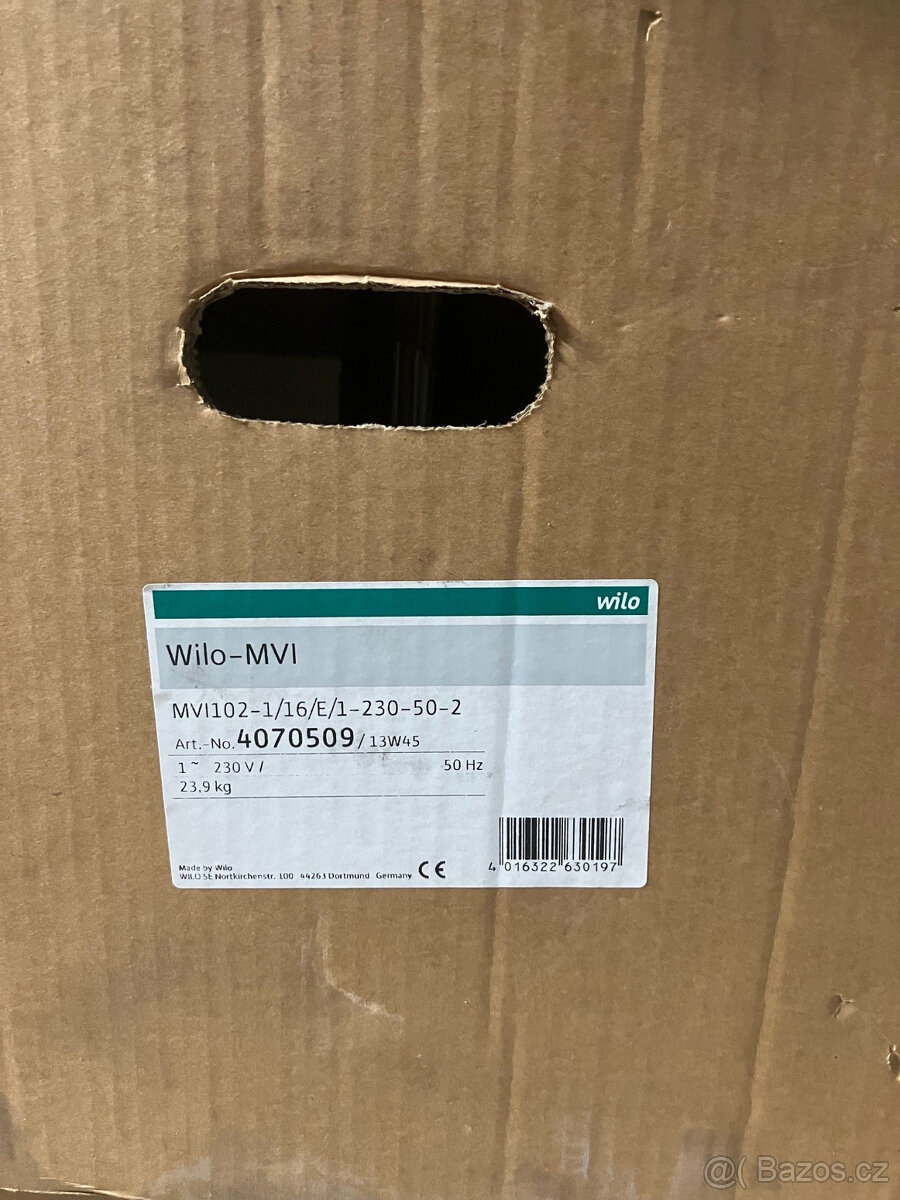 wilo
Wilo-MVI
MVI102-1/16/E/1-230-50-2
Art.-No. 4070509 / 13W45
1~ 230 V / 50 Hz
23,9 kg
Made by Wilo
WILO SE Nortkirchenstr. 100 44263 Dortmund Germany CE
4 016322 630197
@( Bazos.cz